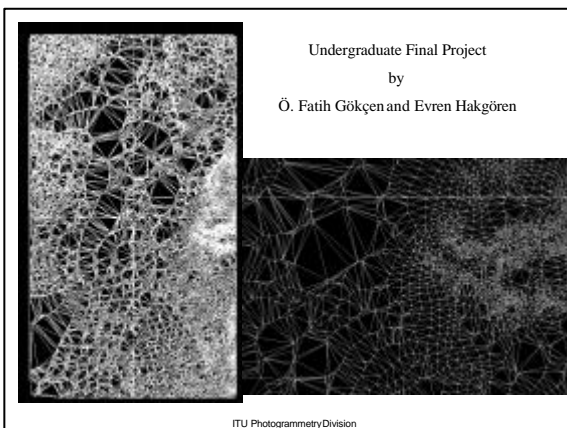 Undergraduate Final Project
by
Ö. Fatih Gökçen and Evren Hakgören
ITU Photogrammetry Division